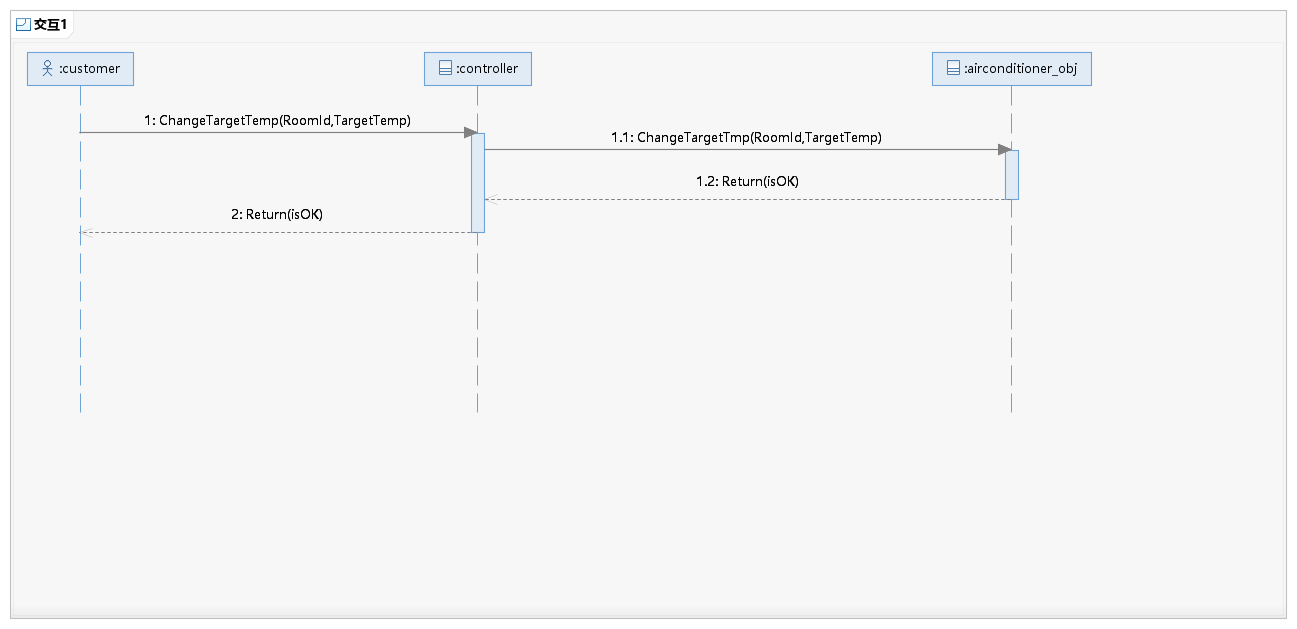 交互1
:customer
:controller
:airconditioner_obj
1: ChangeTargetTemp(RoomId,TargetTemp)
1.1: ChangeTargetTmp(RoomId,TargetTemp)
1.2: Return(isOK)
2: Return(isOK)